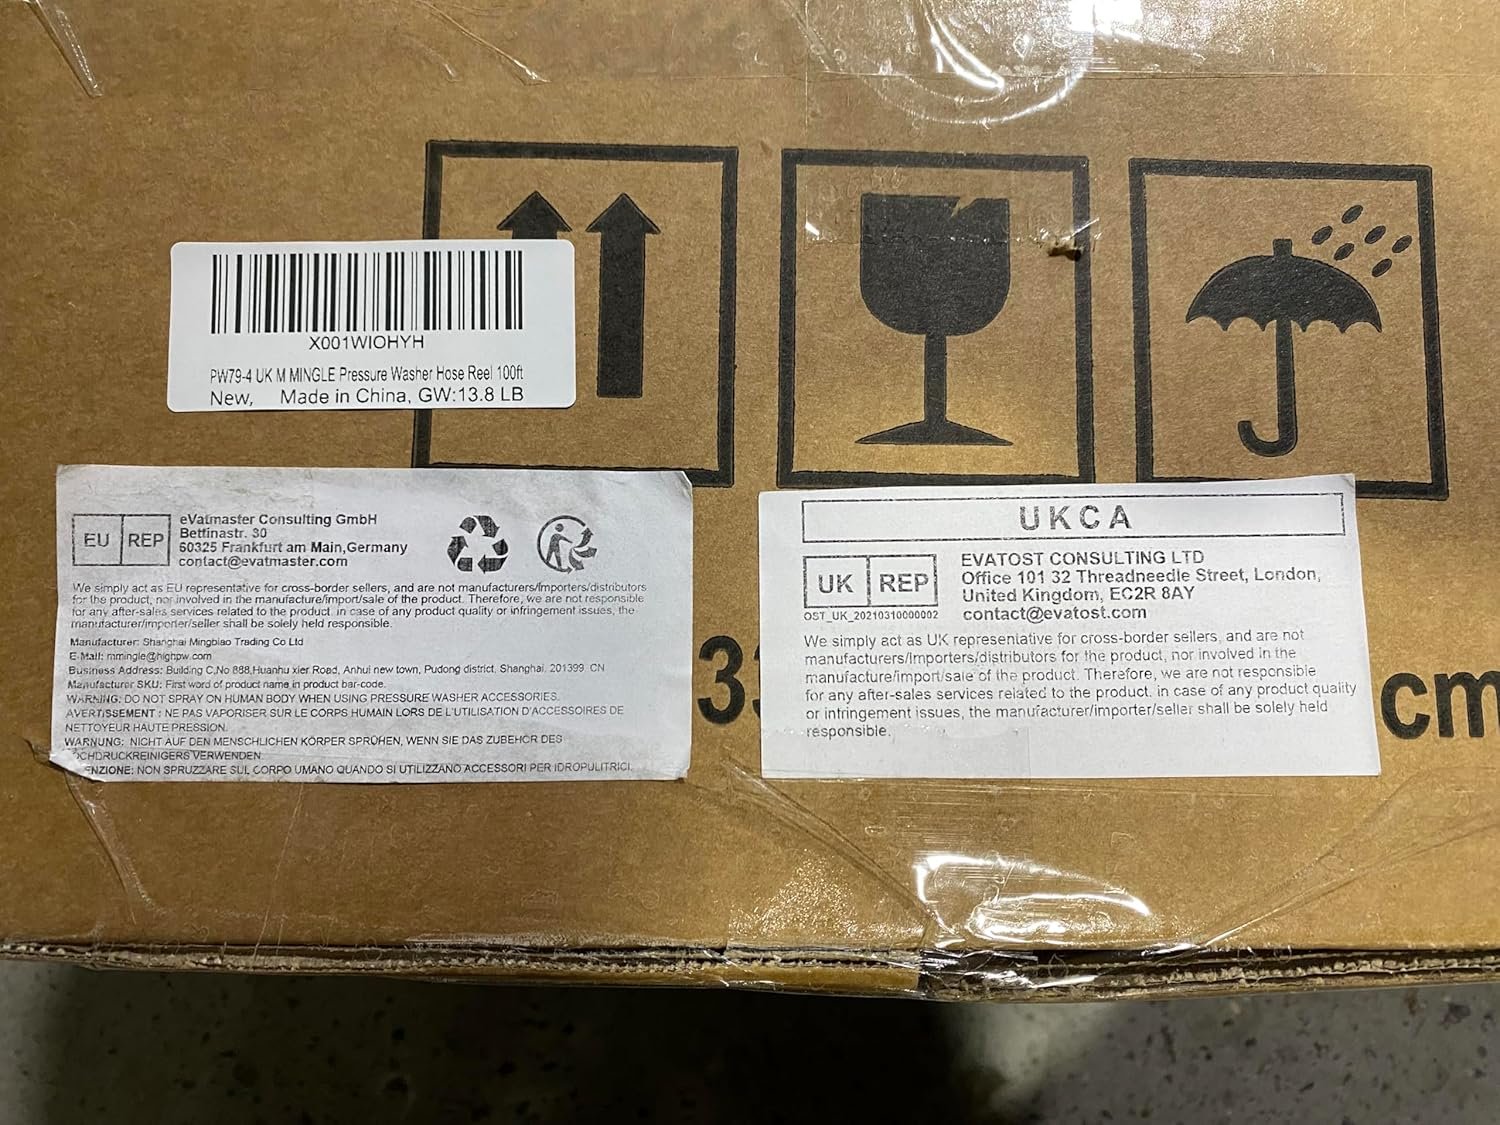 X001WIOHYH
PW79-4 UK M MINGLE Pressure Washer Hose Reel 100ft
New, Made in China, GW:13.8 LB
EU REP
eVatmaster Consulting GmbH
Bettinastr. 30
60325 Frankfurt am Main,Germany
contact@evatmaster.com
We simply act as EU representative for cross-border sellers, and are not manufacturers/importers/distributors
for the product, nor involved in the manufacture/import/sale of the product. Therefore, we are not responsible
for any after-sales services related to the product, in case of any product quality or infringement issues, the
manufacturer/importer/seller shall be solely held responsible.
Manufacturer: Shanghai Mingbiao Trading Co Ltd
E-Mail: mmingle@highpw.com
Business Address: Building C,No 888,Huanhu xier Road, Anhui new town, Pudong district, Shanghai, 201399 CN
Manufacturer SKU: First word of product name in product bar-code.
WARNING: DO NOT SPRAY ON HUMAN BODY WHEN USING PRESSURE WASHER ACCESSORIES.
AVERTISSEMENT : NE PAS VAPORISER SUR LE CORPS HUMAIN LORS DE L'UTILISATION D'ACCESSOIRES DE
NETTOYEUR HAUTE PRESSION.
WARNUNG: NICHT AUF DEN MENSCHLICHEN KÖRPER SPRÜHEN, WENN SIE DAS ZUBEHÖR DES
OCHDRUCKREINIGERS VERWENDEN.
ENZIONE: NON SPRUZZARE SUL CORPO UMANO QUANDO SI UTILIZZANO ACCESSORI PER IDROPULITRICI.
UKCA
UK REP
OST_UK_20210310000002
EVATOST CONSULTING LTD
Office 101 32 Threadneedle Street, London,
United Kingdom, EC2R 8AY
contact@evatost.com
We simply act as UK representative for cross-border sellers, and are not
manufacturers/importers/distributors for the product, nor involved in the
manufacture/import/sale of the product. Therefore, we are not responsible
for any after-sales services related to the product, in case of any product quality
or infringement issues, the manufacturer/importer/seller shall be solely held
responsible.
3
cm